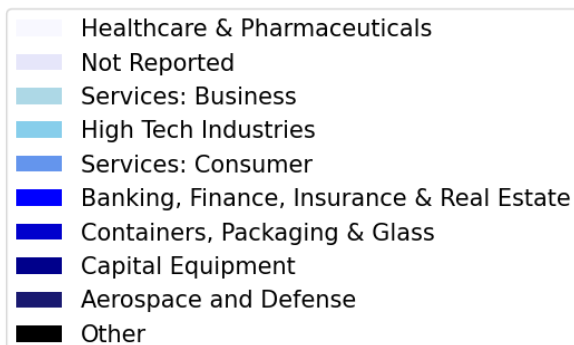 Healthcare & Pharmaceuticals
Not Reported
Services: Business
High Tech Industries
Services: Consumer
Banking, Finance, Insurance & Real Estate
Containers, Packaging & Glass
Capital Equipment
Aerospace and Defense
Other